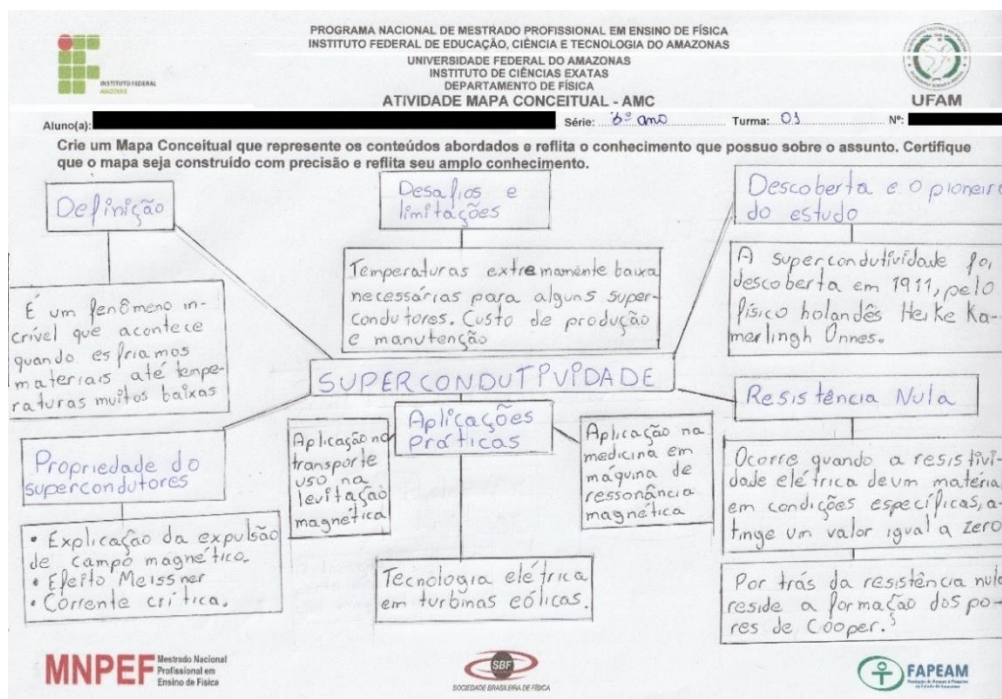 PROGRAMA NACIONAL DE MESTRADO PROFISSIONAL EM ENSINO DE FÍSICA
INSTITUTO FEDERAL DE EDUCAÇÃO, CIÊNCIA E TECNOLOGIA DO AMAZONAS
UNIVERSIDADE FEDERAL DO AMAZONAS
INSTITUTO DE CIÊNCIAS EXATAS
DEPARTAMENTO DE FÍSICA
ATIVIDADE MAPA CONCEITUAL - AMC
INSTITUTO FEDERAL
AMAZONAS
UFAM
Aluno(a): Série: Turma: Nº:
ano
Crie um Mapa Conceitual que represente os conteúdos abordados e reflita o conhecimento que possuo sobre o assunto. Certifique
que o mapa seja construído com precisão e reflita seu amplo conhecimento.
Definição
É um fenômeno in-
crível que acontece
quando esfriamos
materiais até tempe-
raturas muitos baixas
Desafios e
limitações
Temperaturas extremamente baixa
necessárias para alguns super-
condutores. Custo de produção
e manutenção
Descoberta e o pioneiro
do estudo
A supercondutividade foi
descoberta em 1911, pelo
físico holandês Heike Ka-
merlingh Onnes.
SUPERCONDUTIVIDADE
Propriedade do
supercondutores
• Explicação da expulsão
de campo magnético.
• Efeito Meissner
• Corrente crítica.
Aplicações
práticas
Aplicação no
transporte
uso na
levitação
magnética
Aplicação na
medicina em
máquina de
ressonância
magnética
Tecnologia elétrica
em turbinas eólicas.
Resistência Nula
Ocorre quando a resistivi-
dade elétrica de um materia
em condições específicas, a
tinge um valor igual a zero
Por trás da resistência nula
reside a formação dos pa-
res de Cooper.
MNPEF Mestrado Nacional
Profissional em
Ensino de Física
SBF
SOCIEDADE BRASILEIRA DE FÍSICA
FAPEAM